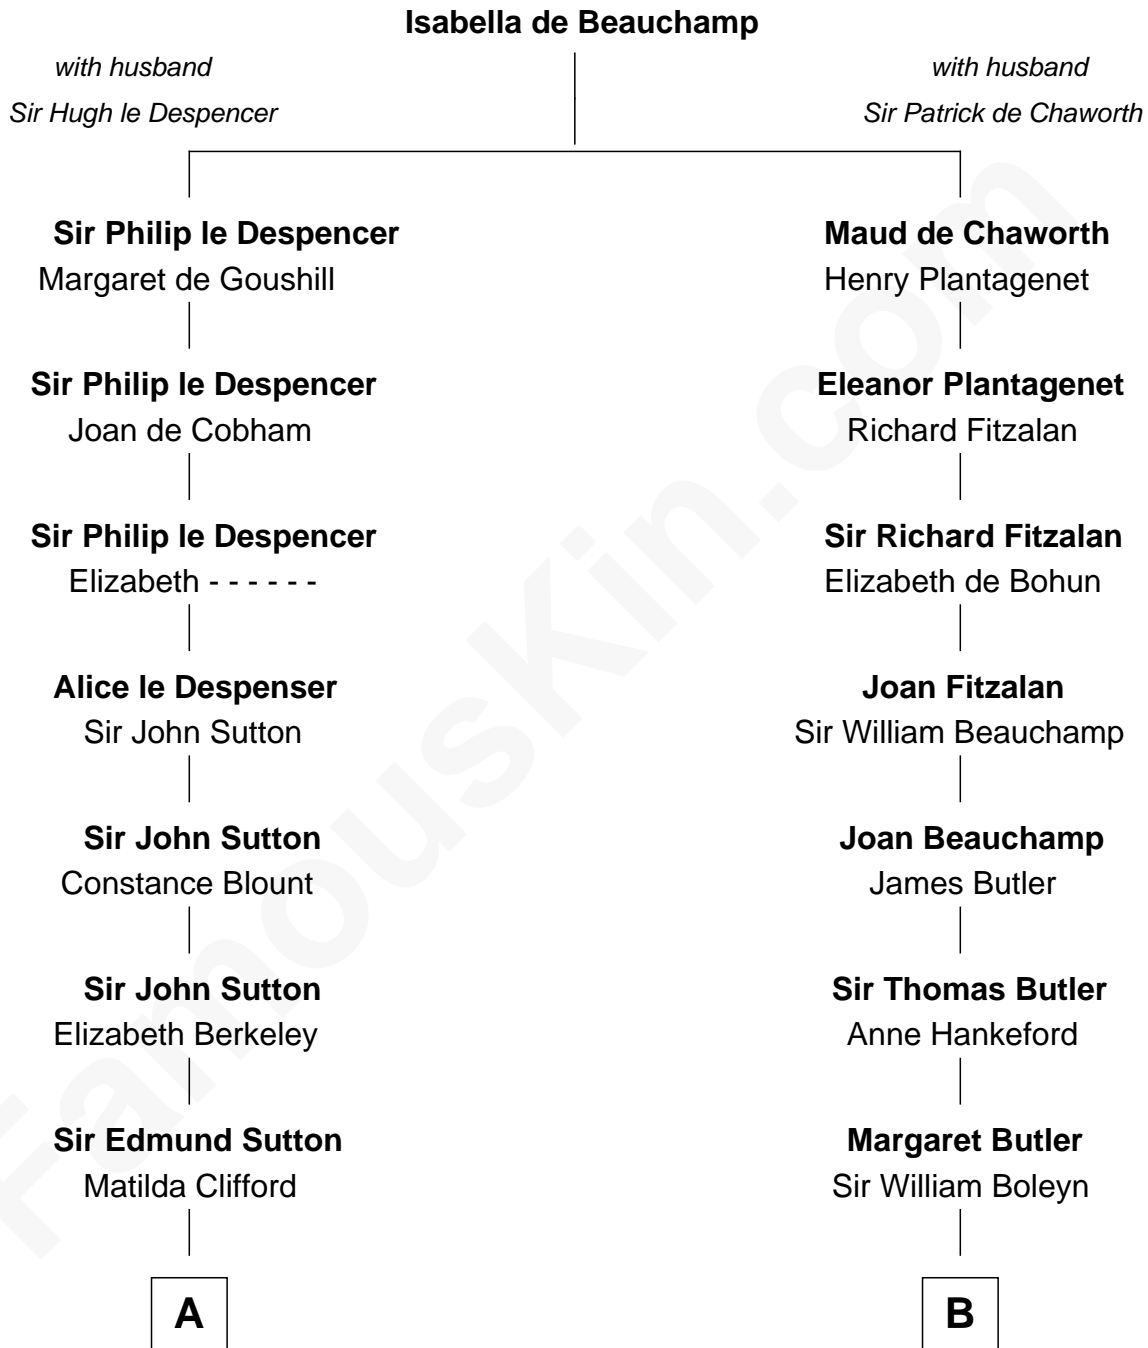 Isabella de Beauchamp
with husband
Sir Hugh le Despencer
with husband
Sir Patrick de Chaworth
Sir Philip le Despencer
Margaret de Goushill
Maud de Chaworth
Henry Plantagenet
Sir Philip le Despencer
Joan de Cobham
Eleanor Plantagenet
Richard Fitzalan
Sir Philip le Despencer
Elizabeth - - - - - -
Sir Richard Fitzalan
Elizabeth de Bohun
Alice le Despenser
Sir John Sutton
Joan Fitzalan
Sir William Beauchamp
Sir John Sutton
Constance Blount
Joan Beauchamp
James Butler
Sir John Sutton
Elizabeth Berkeley
Sir Thomas Butler
Anne Hankeford
Sir Edmund Sutton
Matilda Clifford
Margaret Butler
Sir William Boleyn
A
B
FamousKin.com